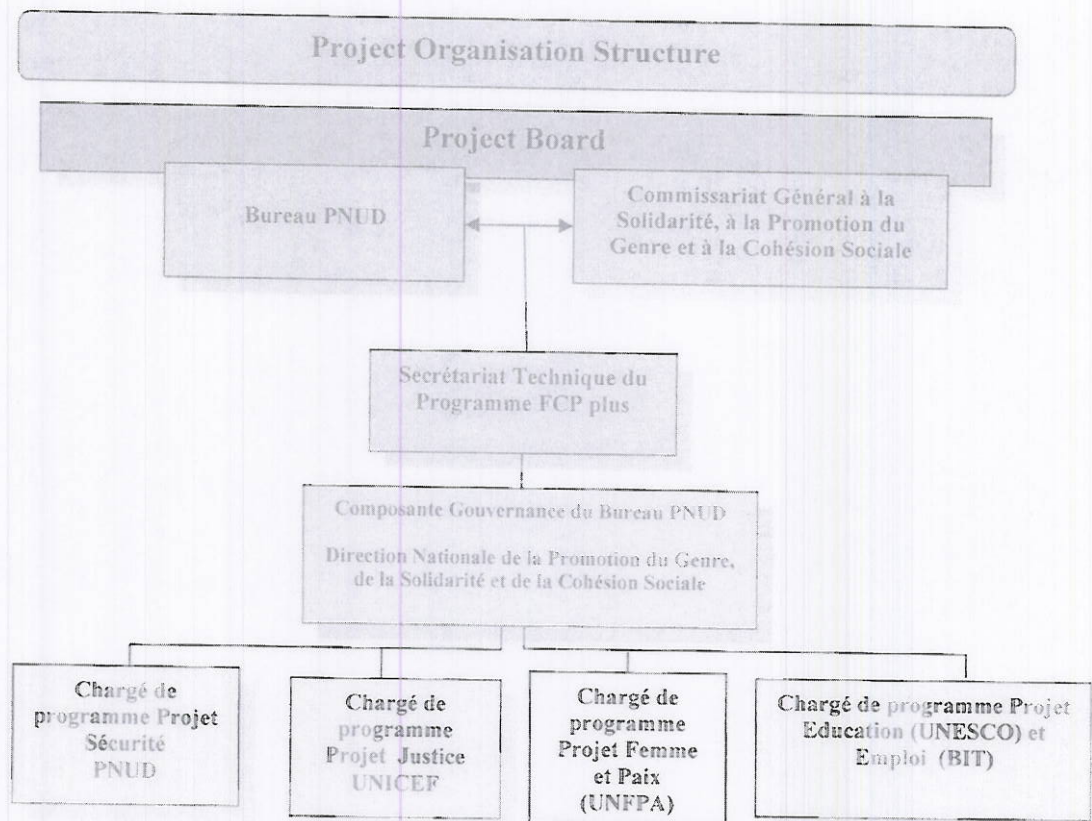 Project Organisation Structure
Project Board
Bureau PNUD
Commissariat Général à la
Solidarité, à la Promotion du
Genre et à la Cohésion Sociale
Secrétariat Technique du
Programme FCP plus
Composante Gouvernance du Bureau PNUD
Direction Nationale de la Promotion du Genre,
de la Solidarité et de la Cohésion Sociale
Chargé de
programme Projet
Sécurité
PNUD
Chargé de
programme
Projet Justice
UNICEF
Chargé de
programme
Projet Femme
et Paix
(UNFPA)
Chargé de programme Projet
Education (UNESCO) et
Emploi (BIT)